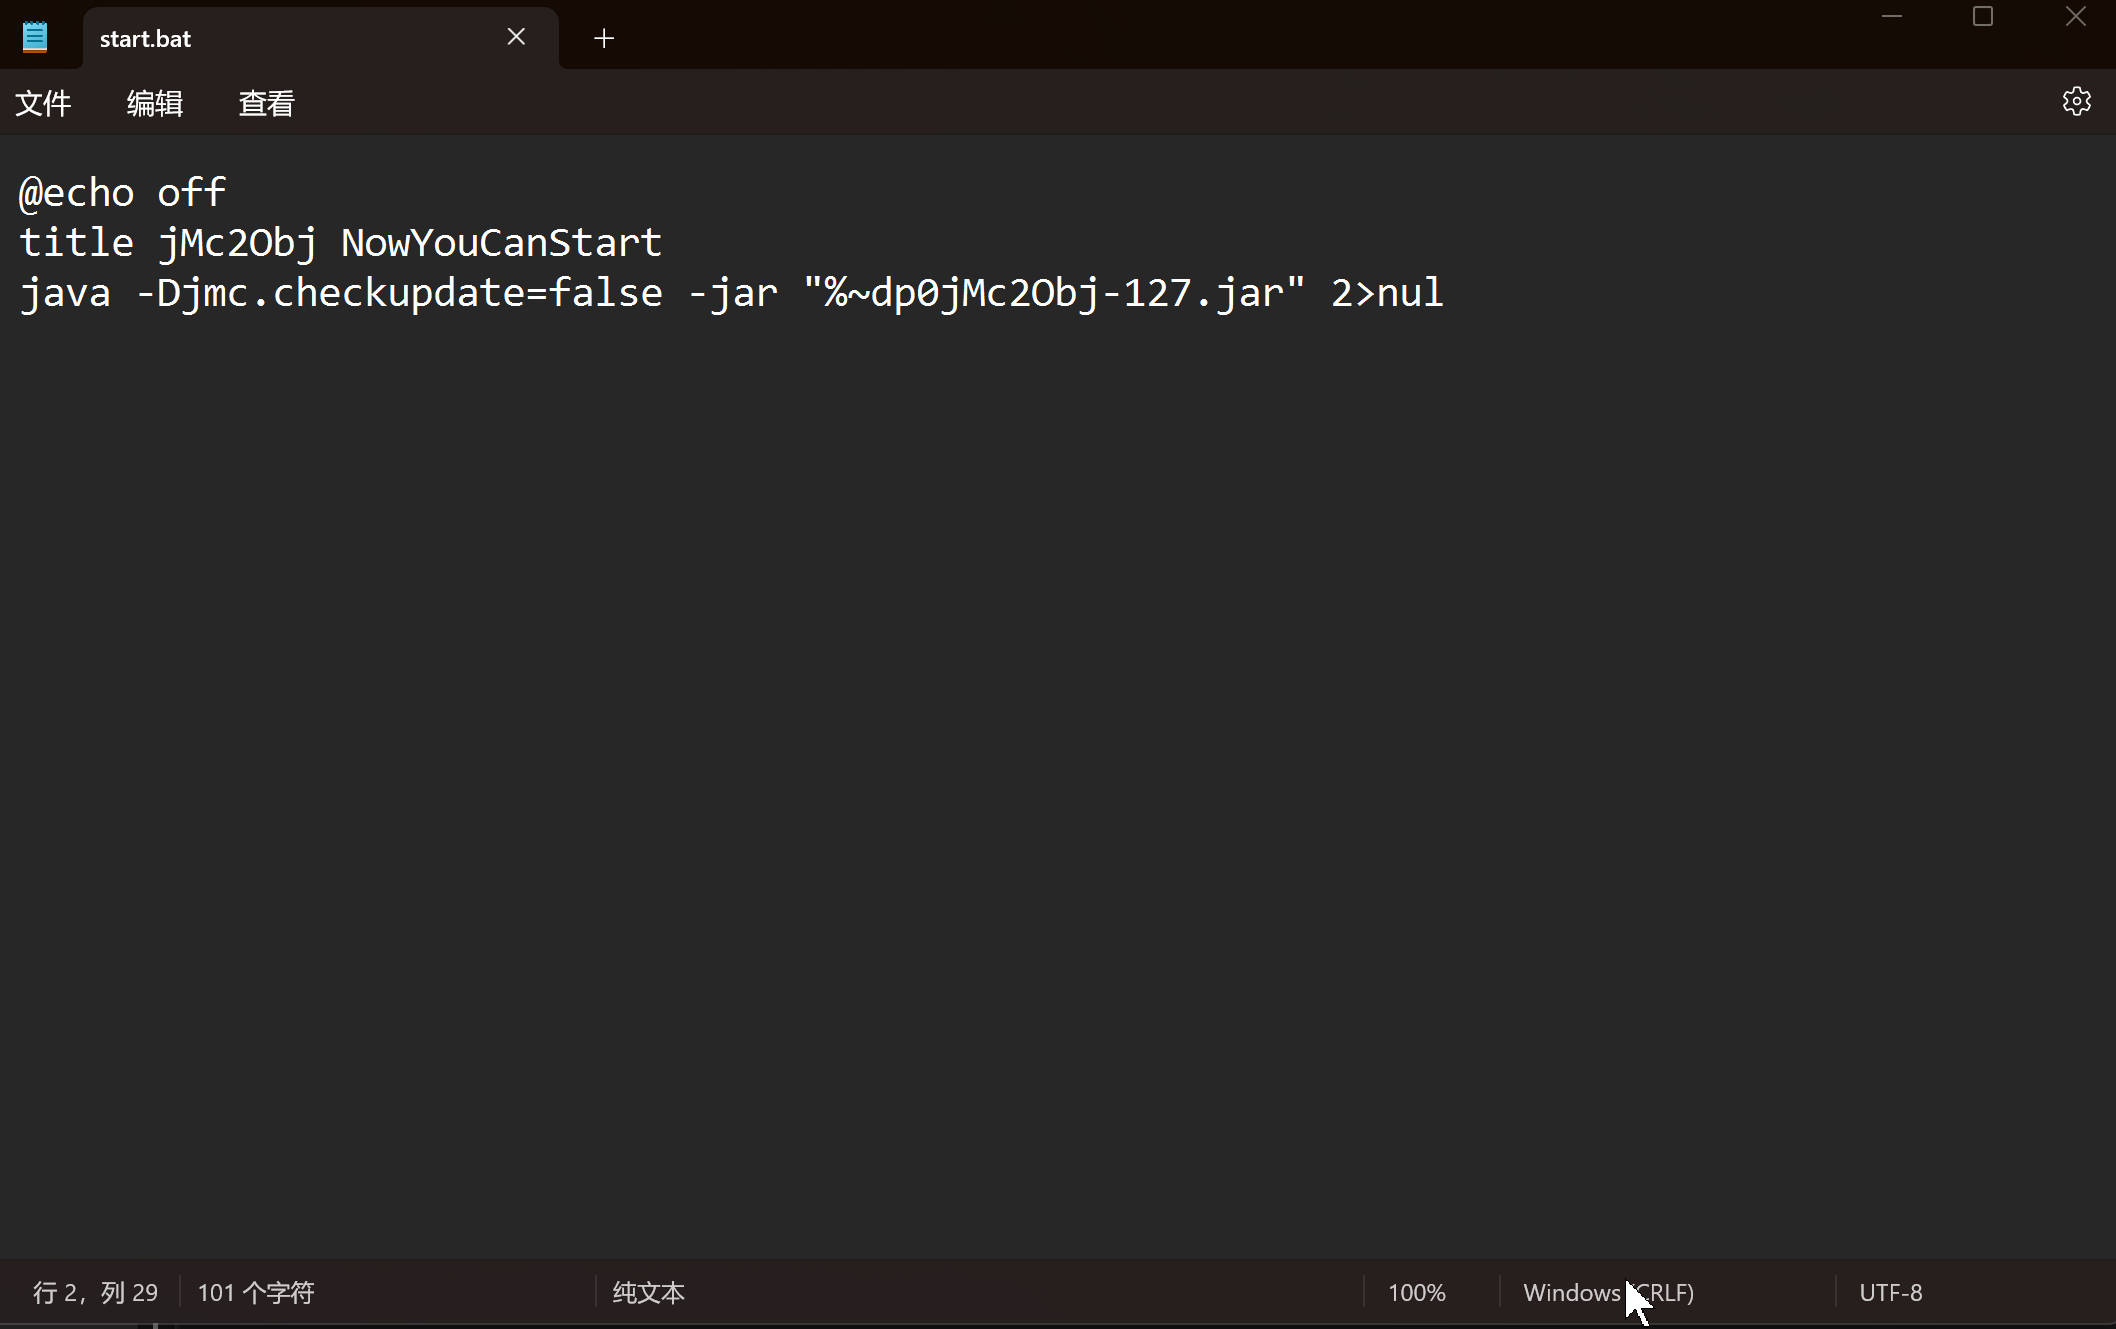 start.bat
文件 编辑 查看
@echo off
title jMc2Obj NowYouCanStart
java -Djmc.checkupdate=false -jar "%~dp0jMc2Obj-127.jar" 2>nul
行 2，列 29 101 个字符 纯文本 100% Windows (CRLF) UTF-8